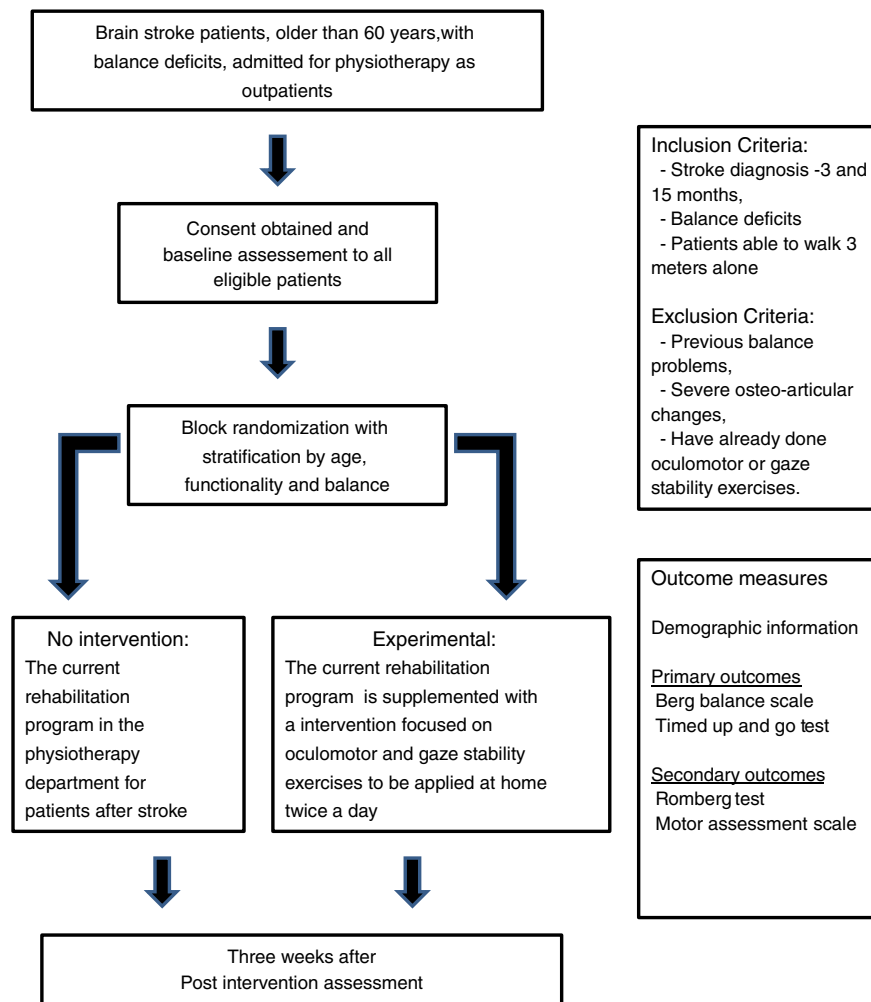 Brain stroke patients, older than 60 years,with
balance deficits, admitted for physiotherapy as
outpatients
Consent obtained and
baseline assessement to all
eligible patients
Block randomization with
stratification by age,
functionality and balance
No intervention:
The current
rehabilitation
program in the
physiotherapy
department for
patients after stroke
Experimental:
The current rehabilitation
program is supplemented with
a intervention focused on
oculomotor and gaze stability
exercises to be applied at home
twice a day
Three weeks after
Post intervention assessment
Inclusion Criteria:
- Stroke diagnosis -3 and
15 months,
- Balance deficits
- Patients able to walk 3
meters alone
Exclusion Criteria:
- Previous balance
problems,
- Severe osteo-articular
changes,
- Have already done
oculomotor or gaze
stability exercises.
Outcome measures
Demographic information
Primary outcomes
Berg balance scale
Timed up and go test
Secondary outcomes
Romberg test
Motor assessment scale